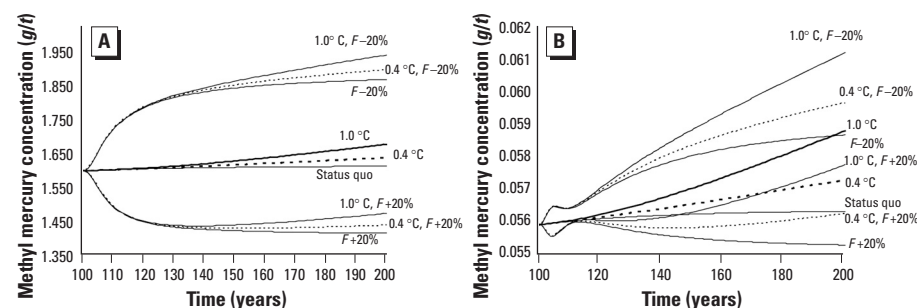 A
Methyl mercury concentration (g/t)
1.950
1.850
1.750
1.650
1.550
1.450
1.350
1.0° C, F–20%
0.4 °C, F–20%
F–20%
1.0 °C
0.4 °C
Status quo
1.0° C, F+20%
0.4 °C, F+20%
F+20%
100 110 120 130 140 150 160 170 180 190 200
Time (years)
B
Methyl mercury concentration (g/t)
0.062
0.061
0.060
0.059
0.058
0.057
0.056
0.055
1.0° C, F–20%
0.4 °C, F–20%
1.0 °C
F–20%
1.0° C, F+20%
0.4 °C
Status quo
0.4 °C, F+20%
F+20%
100 120 140 160 180 200
Time (years)